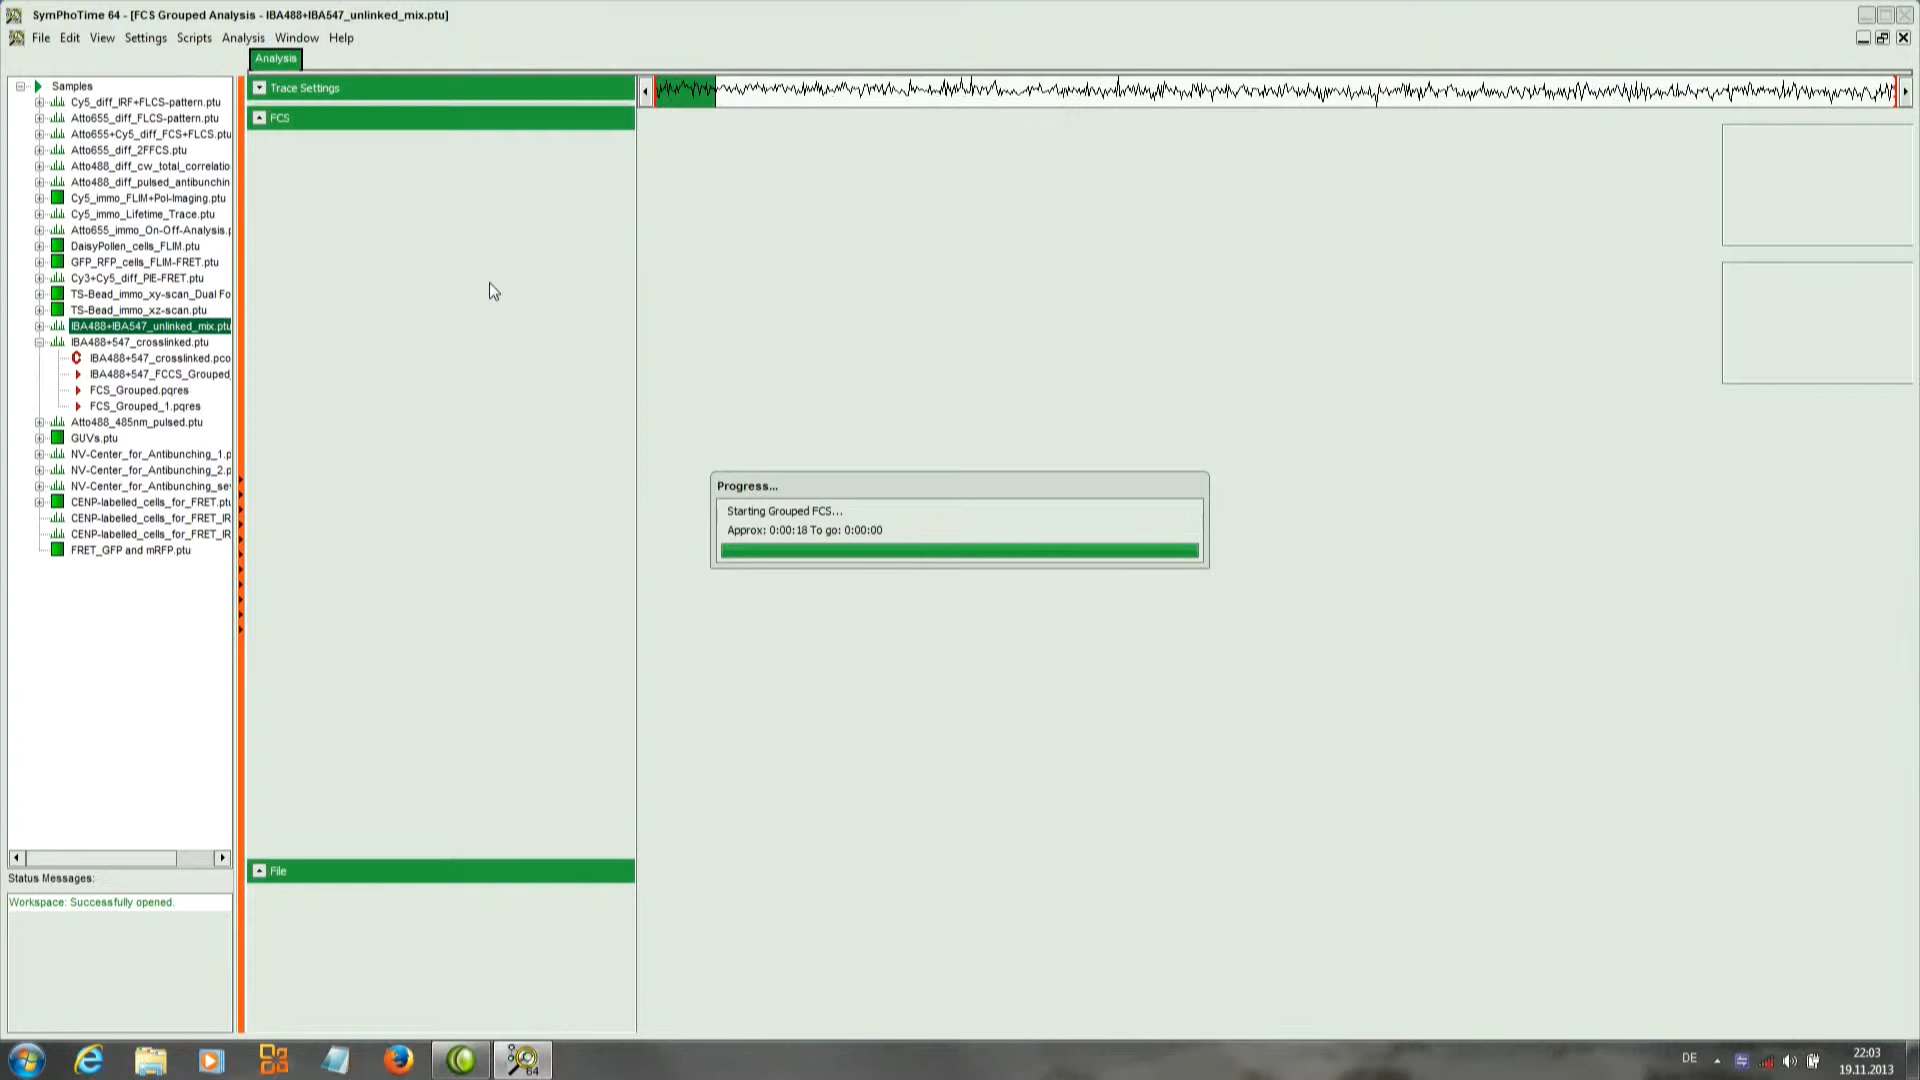 SymPhoTime 64 - [FCS Grouped Analysis - IBA488+IBA547_unlinked_mix.ptu]
File Edit View Settings Scripts Analysis Window Help
Analysis
Samples
Cy5_diff_IRF+FLCS-pattern.ptu
Atto655_diff_FLCS-pattern.ptu
Atto655+Cy5_diff_FCS+FLCS.ptu
Atto655_diff_2FFCS.ptu
Atto488_diff_cw_total_correlatio
Atto488_diff_pulsed_antibunchin
Cy5_immo_FLIM+Pol-Imaging.ptu
Cy5_immo_Lifetime_Trace.ptu
Atto655_immo_On-Off-Analysis.p
DaisyPollen_cells_FLIM.ptu
GFP_RFP_cells_FLIM-FRET.ptu
Cy3+Cy5_diff_PIE-FRET.ptu
TS-Bead_immo_xy-scan_Dual Fo
TS-Bead_immo_xz-scan.ptu
IBA488+IBA547_unlinked_mix.ptu
IBA488+547_crosslinked.ptu
IBA488+547_crosslinked.pco
IBA488+547_FCCS_Grouped
FCS_Grouped.pqres
FCS_Grouped_1.pqres
Atto488_485nm_pulsed.ptu
GUVs.ptu
NV-Center_for_Antibunching_1.p
NV-Center_for_Antibunching_2.p
NV-Center_for_Antibunching_se
CENP-labelled_cells_for_FRET.ptu
CENP-labelled_cells_for_FRET_IR
CENP-labelled_cells_for_FRET_IR
FRET_GFP and mRFP.ptu
Status Messages:
Workspace: Successfully opened.
Trace Settings
FCS
File
Progress...
Starting Grouped FCS...
Approx: 0:00:18 To go: 0:00:00
64
DE
22:03
19.11.2013